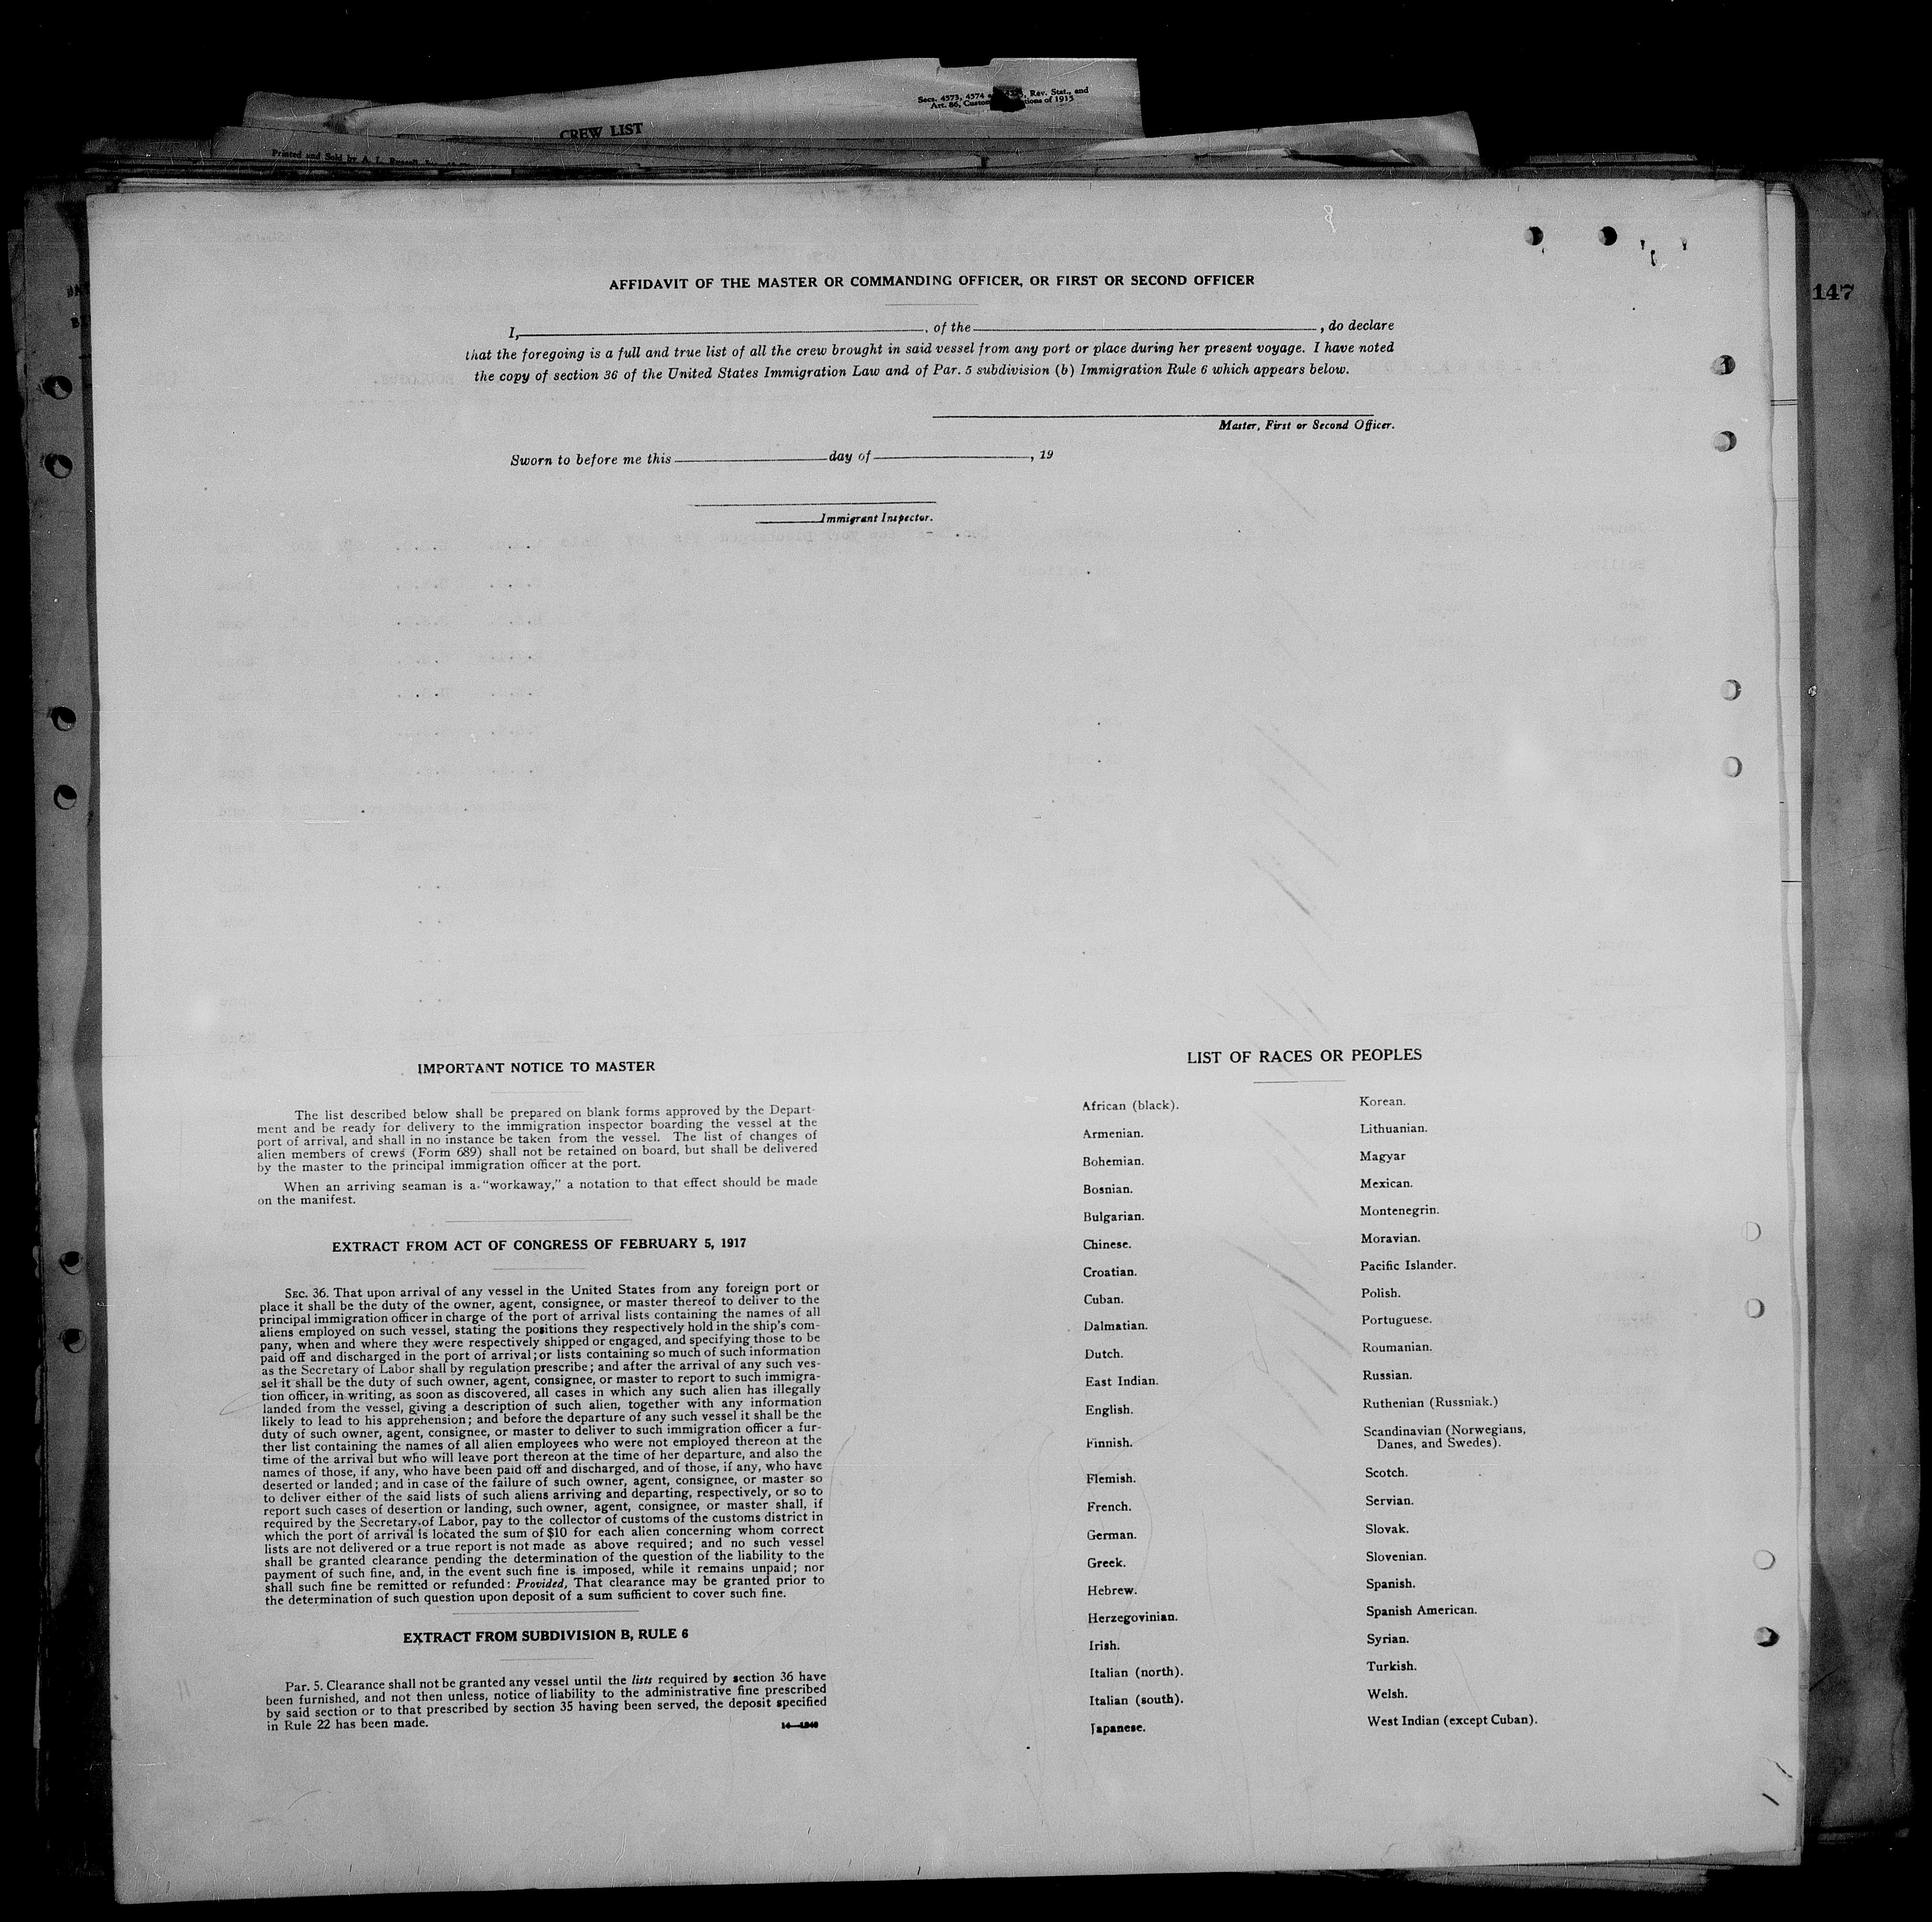 Secs. 4573, 4574 Rev. Stat., and
Art. 86, Customs of 1915
CREW LIST
Printed and Sold by A. L.
147
AFFIDAVIT OF THE MASTER OR COMMANDING OFFICER, OR FIRST OR SECOND OFFICER
I, , of the , do declare
that the foregoing is a full and true list of all the crew brought in said vessel from any port or place during her present voyage. I have noted
the copy of section 36 of the United States Immigration Law and of Par. 5 subdivision (b) Immigration Rule 6 which appears below.
Master, First or Second Officer.
Sworn to before me this day of , 19
Immigrant Inspector.
IMPORTANT NOTICE TO MASTER
The list described below shall be prepared on blank forms approved by the Depart-
ment and be ready for delivery to the immigration inspector boarding the vessel at the
port of arrival, and shall in no instance be taken from the vessel. The list of changes of
alien members of crews (Form 689) shall not be retained on board, but shall be delivered
by the master to the principal immigration officer at the port.
When an arriving seaman is a "workaway," a notation to that effect should be made
on the manifest.
EXTRACT FROM ACT OF CONGRESS OF FEBRUARY 5, 1917
SEC. 36. That upon arrival of any vessel in the United States from any foreign port or
place it shall be the duty of the owner, agent, consignee, or master thereof to deliver to the
principal immigration officer in charge of the port of arrival lists containing the names of all
aliens employed on such vessel, stating the positions they respectively hold in the ship's com-
pany, when and where they were respectively shipped or engaged, and specifying those to be
paid off and discharged in the port of arrival; or lists containing so much of such information
as the Secretary of Labor shall by regulation prescribe; and after the arrival of any such ves-
sel it shall be the duty of such owner, agent, consignee, or master to report to such immigra-
tion officer, in writing, as soon as discovered, all cases in which any such alien has illegally
landed from the vessel, giving a description of such alien, together with any information
likely to lead to his apprehension; and before the departure of any such vessel it shall be the
duty of such owner, agent, consignee, or master to deliver to such immigration officer a fur-
ther list containing the names of all alien employees who were not employed thereon at the
time of the arrival but who will leave port thereon at the time of her departure, and also the
names of those, if any, who have been paid off and discharged, and of those, if any, who have
deserted or landed; and in case of the failure of such owner, agent, consignee, or master so
to deliver either of the said lists of such aliens arriving and departing, respectively, or so to
report such cases of desertion or landing, such owner, agent, consignee, or master shall, if
required by the Secretary of Labor, pay to the collector of customs of the customs district in
which the port of arrival is located the sum of $10 for each alien concerning whom correct
lists are not delivered or a true report is not made as above required; and no such vessel
shall be granted clearance pending the determination of the question of the liability to the
payment of such fine, and, in the event such fine is imposed, while it remains unpaid; nor
shall such fine be remitted or refunded: Provided, That clearance may be granted prior to
the determination of such question upon deposit of a sum sufficient to cover such fine.
EXTRACT FROM SUBDIVISION B, RULE 6
Par. 5. Clearance shall not be granted any vessel until the lists required by section 36 have
been furnished, and not then unless, notice of liability to the administrative fine prescribed
by said section or to that prescribed by section 35 having been served, the deposit specified
in Rule 22 has been made.
LIST OF RACES OR PEOPLES
African (black).
Armenian.
Bohemian.
Bosnian.
Bulgarian.
Chinese.
Croatian.
Cuban.
Dalmatian.
Dutch.
East Indian.
English.
Finnish.
Flemish.
French.
German.
Greek.
Hebrew.
Herzegovinian.
Irish.
Italian (north).
Italian (south).
Japanese.
Korean.
Lithuanian.
Magyar
Mexican.
Montenegrin.
Moravian.
Pacific Islander.
Polish.
Portuguese.
Roumanian.
Russian.
Ruthenian (Russniak.)
Scandinavian (Norwegians,
Danes, and Swedes).
Scotch.
Servian.
Slovak.
Slovenian.
Spanish.
Spanish American.
Syrian.
Turkish.
Welsh.
West Indian (except Cuban).